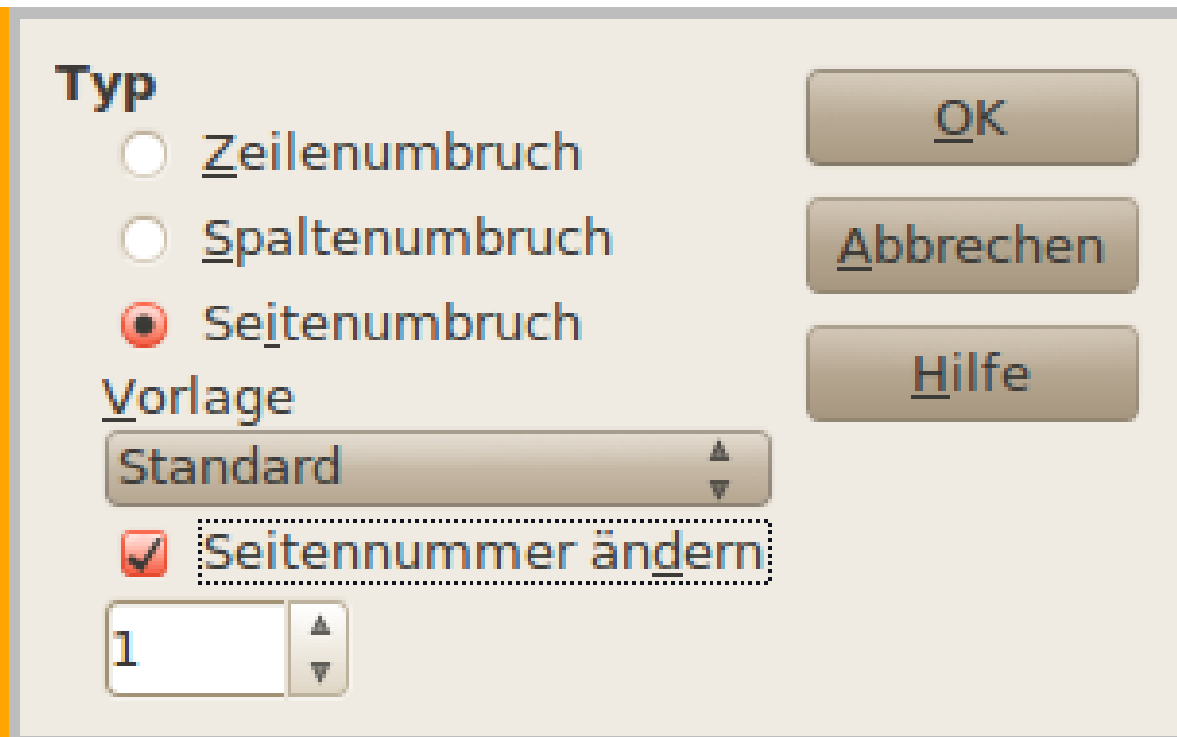 Typ
Zeilenumbruch
Spaltenumbruch
Seitenumbruch
Vorlage
Standard
Seitennummer ändern
1
OK
Abbrechen
Hilfe